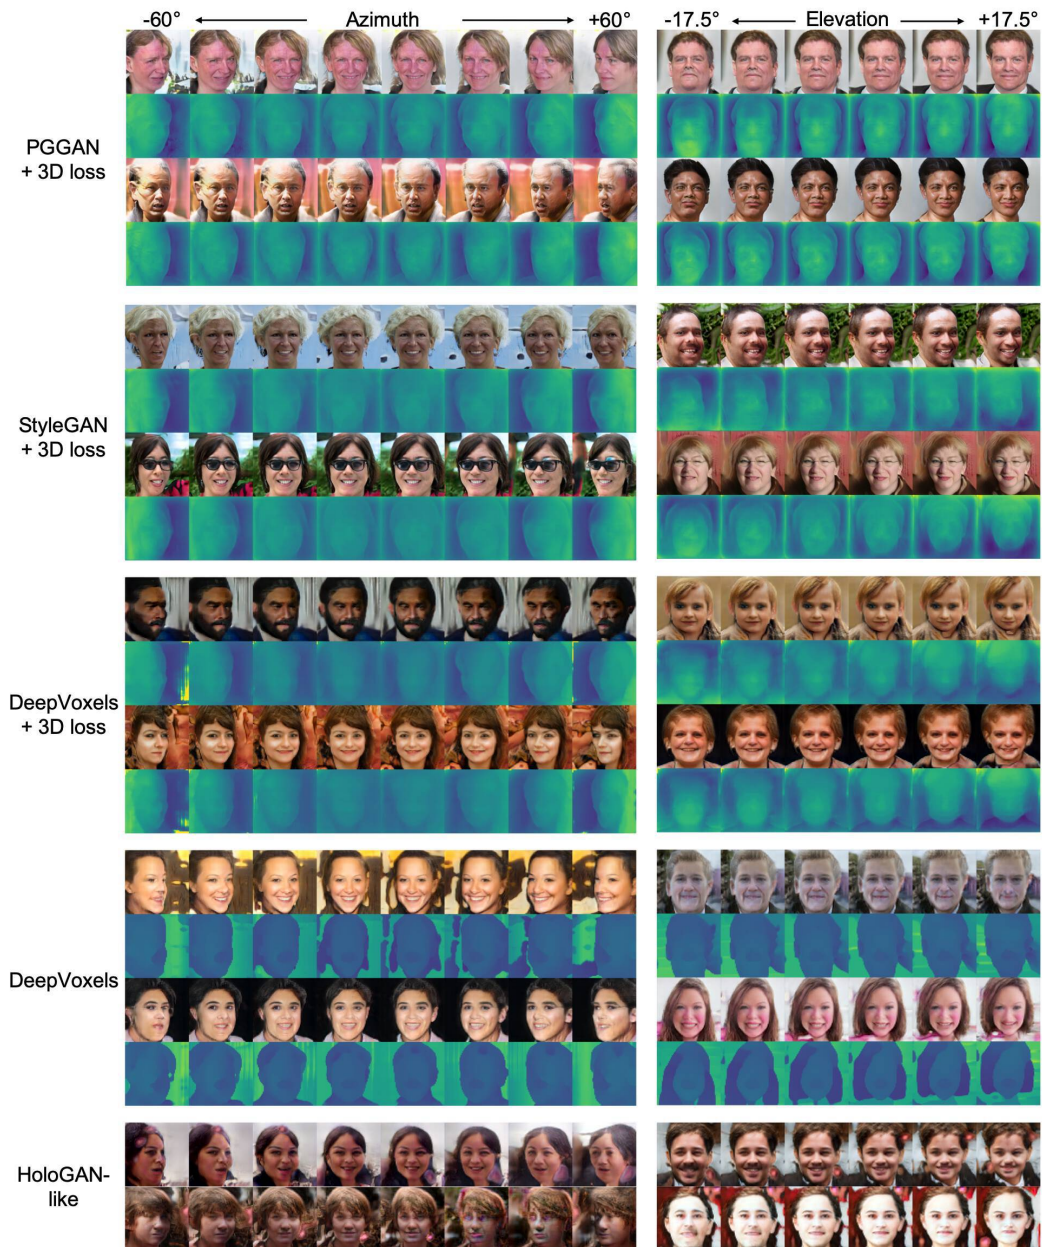 -60° Azimuth +60° -17.5° Elevation +17.5°
PGGAN
+ 3D loss
StyleGAN
+ 3D loss
DeepVoxels
+ 3D loss
DeepVoxels
HoloGAN-
like